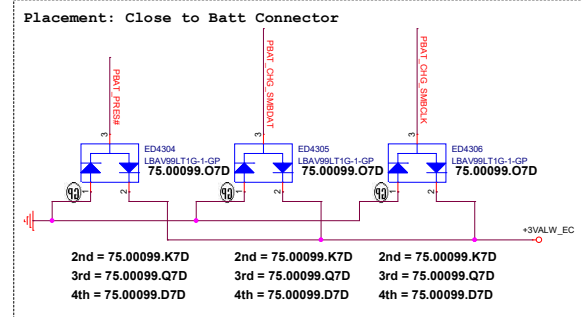 Placement: Close to Batt Connector
PBAT_PRES#
PBAT_CHG_SMBDAT
PBAT_CHG_SMBCLK
3
3
3
ED4304
LBAV99LT1G-1-GP
75.00099.O7D
ED4305
LBAV99LT1G-1-GP
75.00099.O7D
ED4306
LBAV99LT1G-1-GP
75.00099.O7D
1
2
1
2
1
2
+3VALW_EC
2nd = 75.00099.K7D
3rd = 75.00099.Q7D
4th = 75.00099.D7D
2nd = 75.00099.K7D
3rd = 75.00099.Q7D
4th = 75.00099.D7D
2nd = 75.00099.K7D
3rd = 75.00099.Q7D
4th = 75.00099.D7D